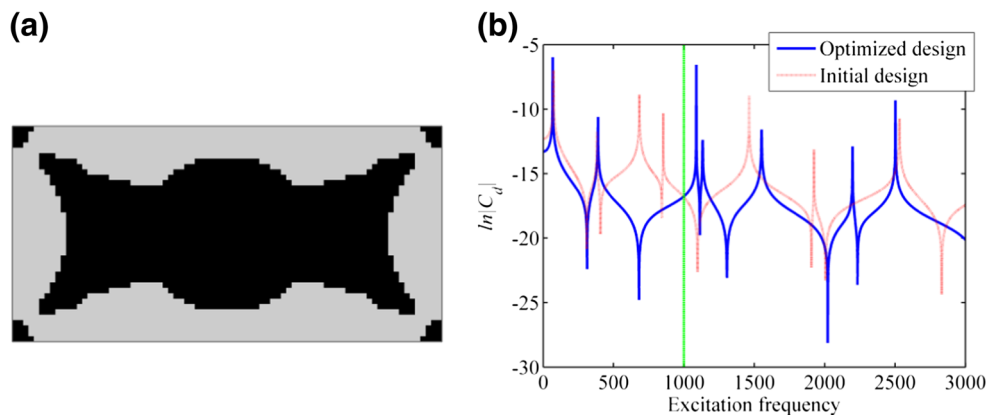 (a)
(b)
Optimized design
Initial design
-5
-10
-15
-20
-25
-30
ln|C_d|
0 500 1000 1500 2000 2500 3000
Excitation frequency